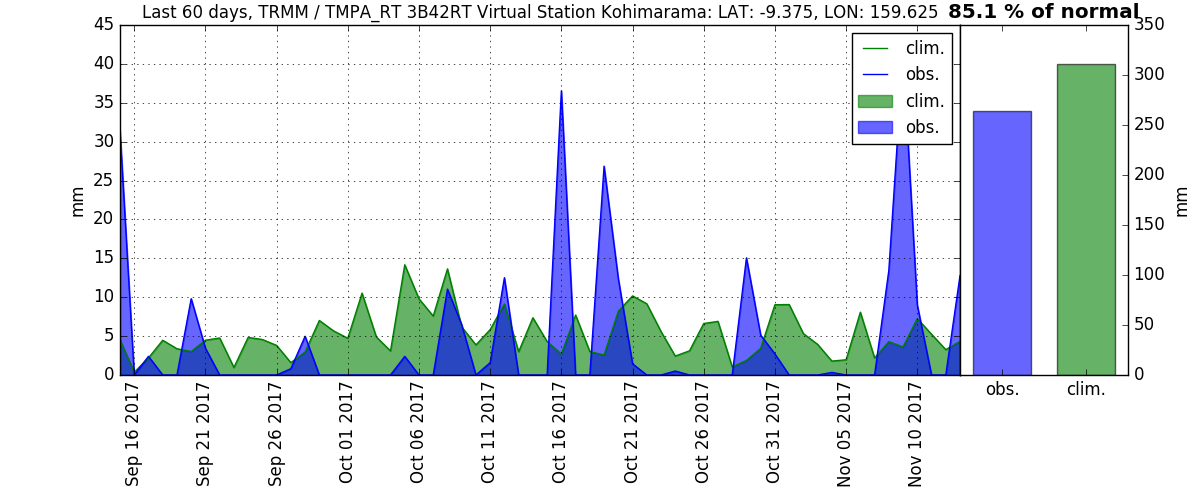 Last 60 days, TRMM / TMPA_RT 3B42RT Virtual Station Kohimarama: LAT: -9.375, LON: 159.625 85.1 % of normal
45
40
35
30
25
20
15
10
5
0
mm
clim.
obs.
clim.
obs.
350
300
250
200
150
100
50
0
mm
obs.
clim.
Sep 16 2017
Sep 21 2017
Sep 26 2017
Oct 01 2017
Oct 06 2017
Oct 11 2017
Oct 16 2017
Oct 21 2017
Oct 26 2017
Oct 31 2017
Nov 05 2017
Nov 10 2017